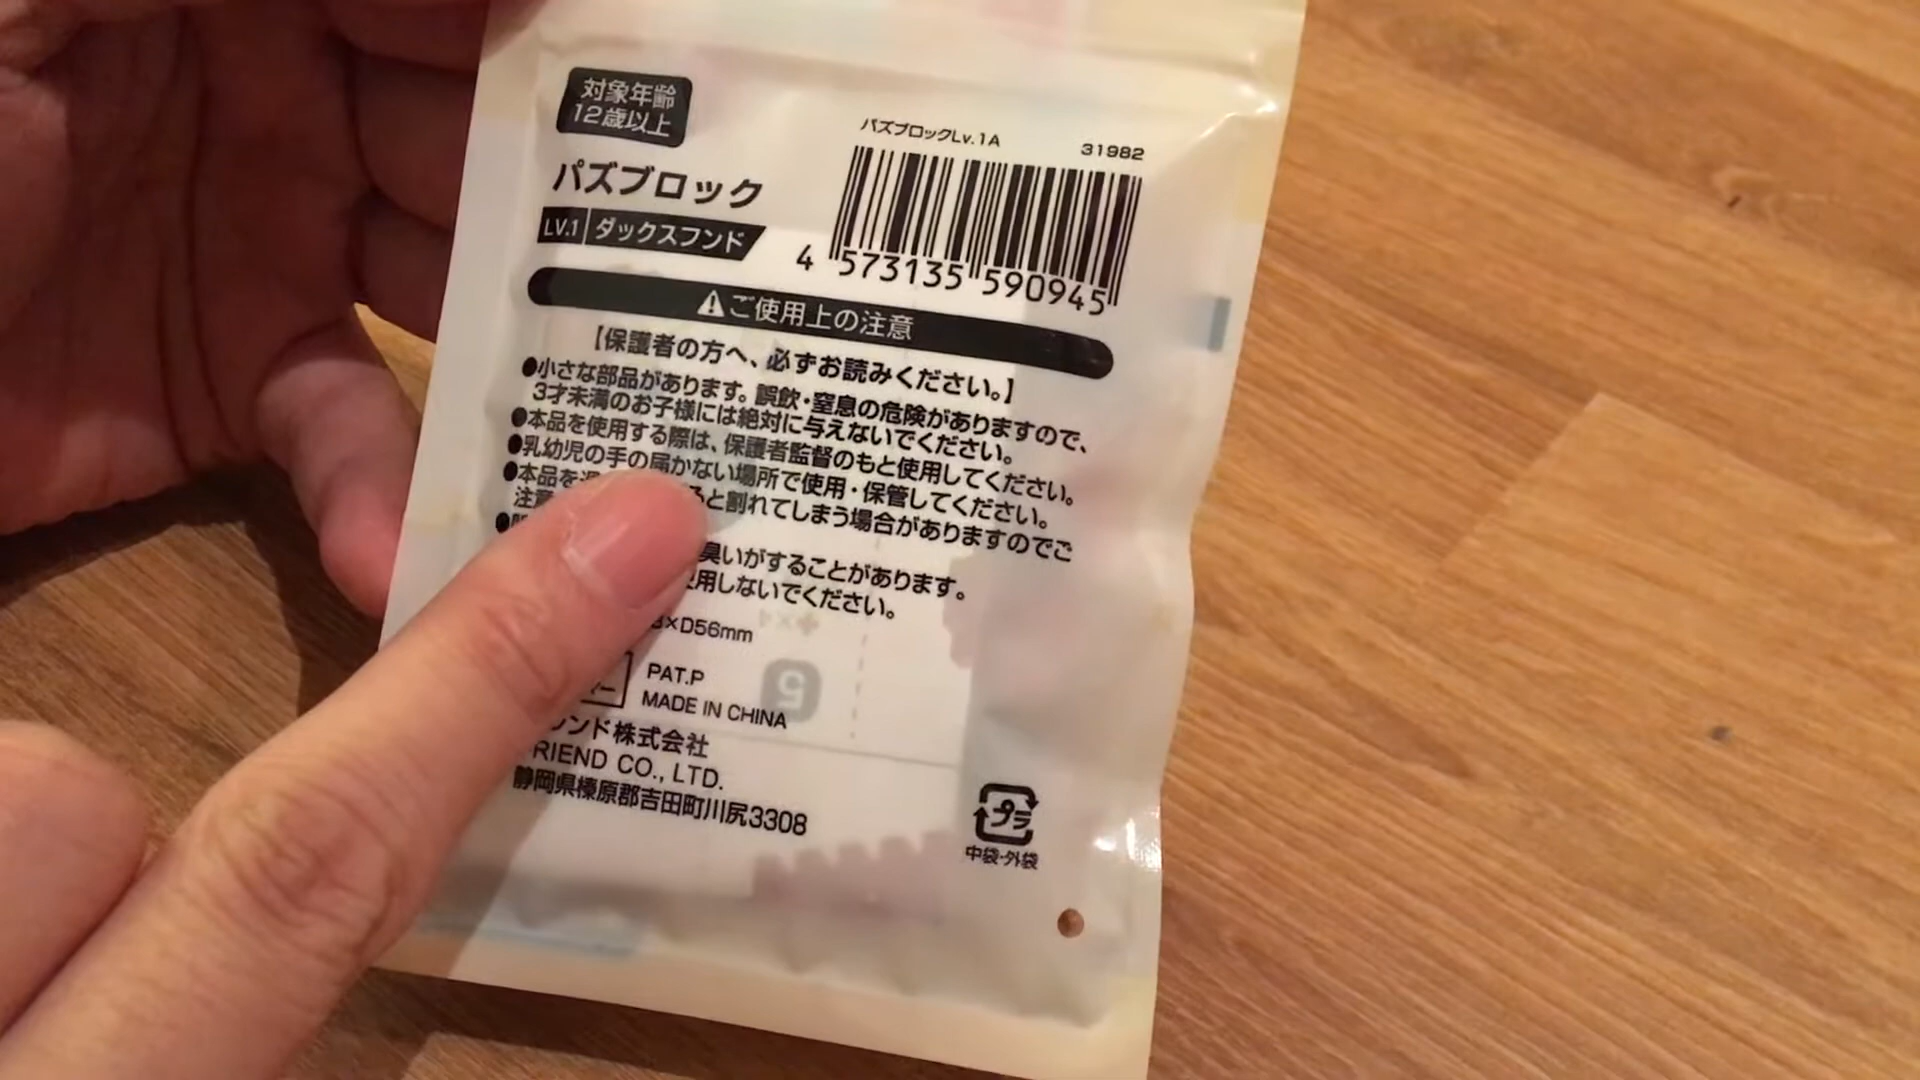 対象年齢
12歳以上
パズブロックLv.1A 31982
パズブロック
LV.1 ダックスフンド
4 573135 590945
ご使用上の注意
【保護者の方へ、必ずお読みください。】
●小さな部品があります。誤飲・窒息の危険がありますので、
3才未満のお子様には絶対に与えないでください。
●本品を使用する際は、保護者監督のもと使用してください。
●乳幼児の手の届かない場所で使用・保管してください。
●本品を
と割れてしまう場合がありますのでご
注意
臭いがすることがあります。
使用しないでください。
×D56mm
PAT.P
MADE IN CHINA
5
ンド株式会社
RIEND CO., LTD.
静岡県榛原郡吉田町川尻3308
プラ
中袋・外袋